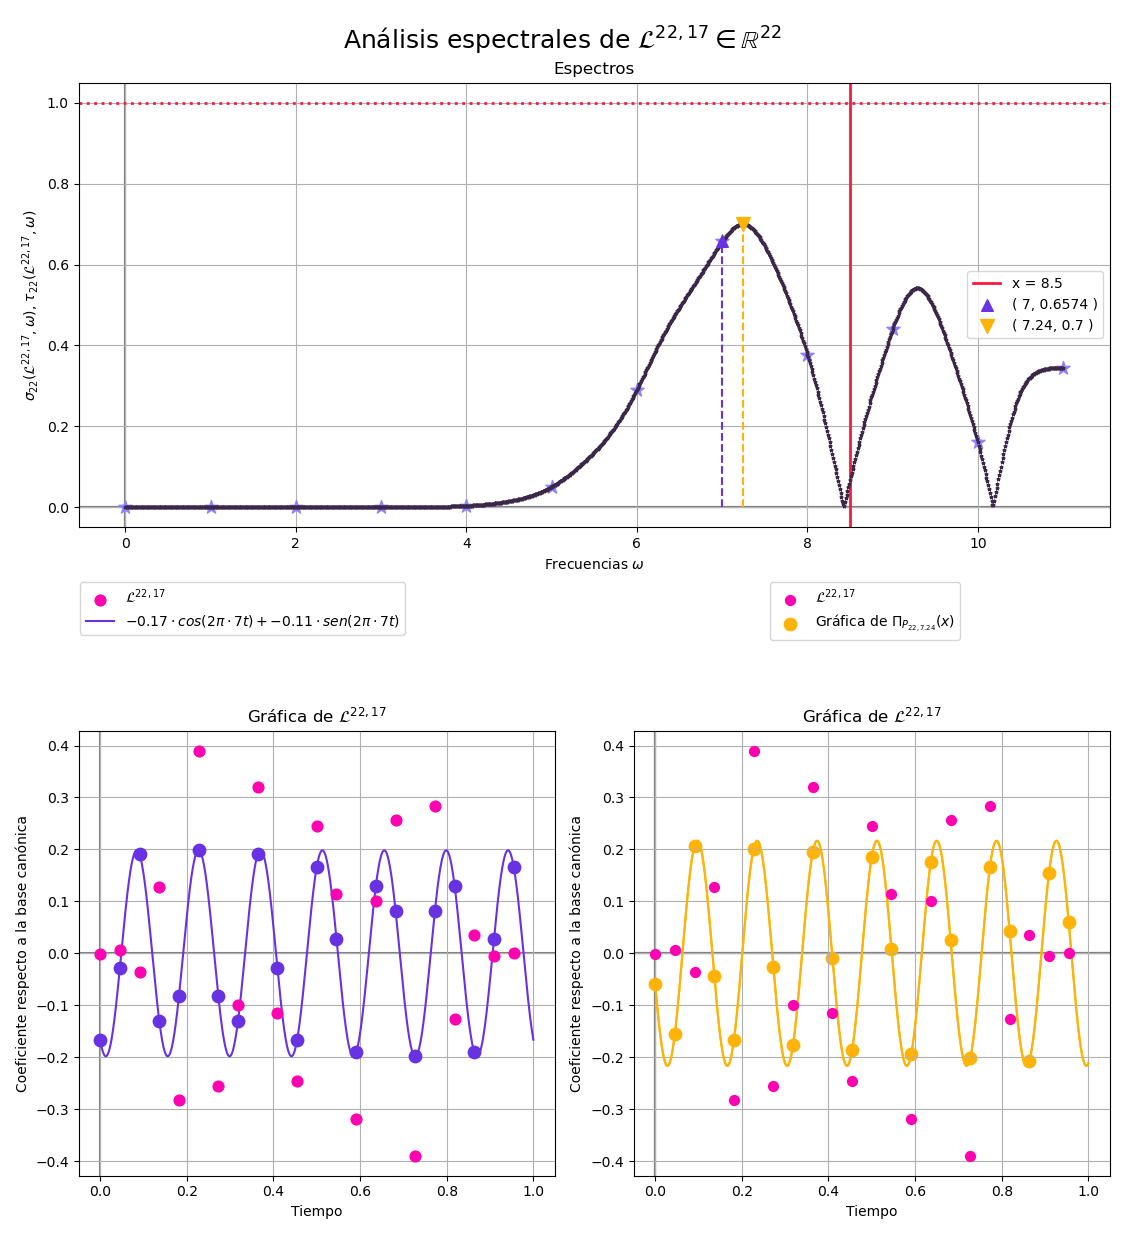 Análisis espectrales de ℒ^{22,17} ∈ ℝ^{22}
Espectros
σ_{22}(ℒ^{22,17}, ω), τ_{22}(ℒ^{22,17}, ω)
1.0
0.8
0.6
0.4
0.2
0.0
x = 8.5
( 7, 0.6574 )
( 7.24, 0.7 )
0 2 4 6 8 10
Frecuencias ω
ℒ^{22,17}
−0.17 · cos(2π · 7t) + −0.11 · sen(2π · 7t)
ℒ^{22,17}
Gráfica de Π_{P_{22,7.24}}(x)
Gráfica de ℒ^{22,17}
Coeficiente respecto a la base canónica
0.4
0.3
0.2
0.1
0.0
−0.1
−0.2
−0.3
−0.4
0.0 0.2 0.4 0.6 0.8 1.0
Tiempo
Gráfica de ℒ^{22,17}
Coeficiente respecto a la base canónica
0.4
0.3
0.2
0.1
0.0
−0.1
−0.2
−0.3
−0.4
0.0 0.2 0.4 0.6 0.8 1.0
Tiempo